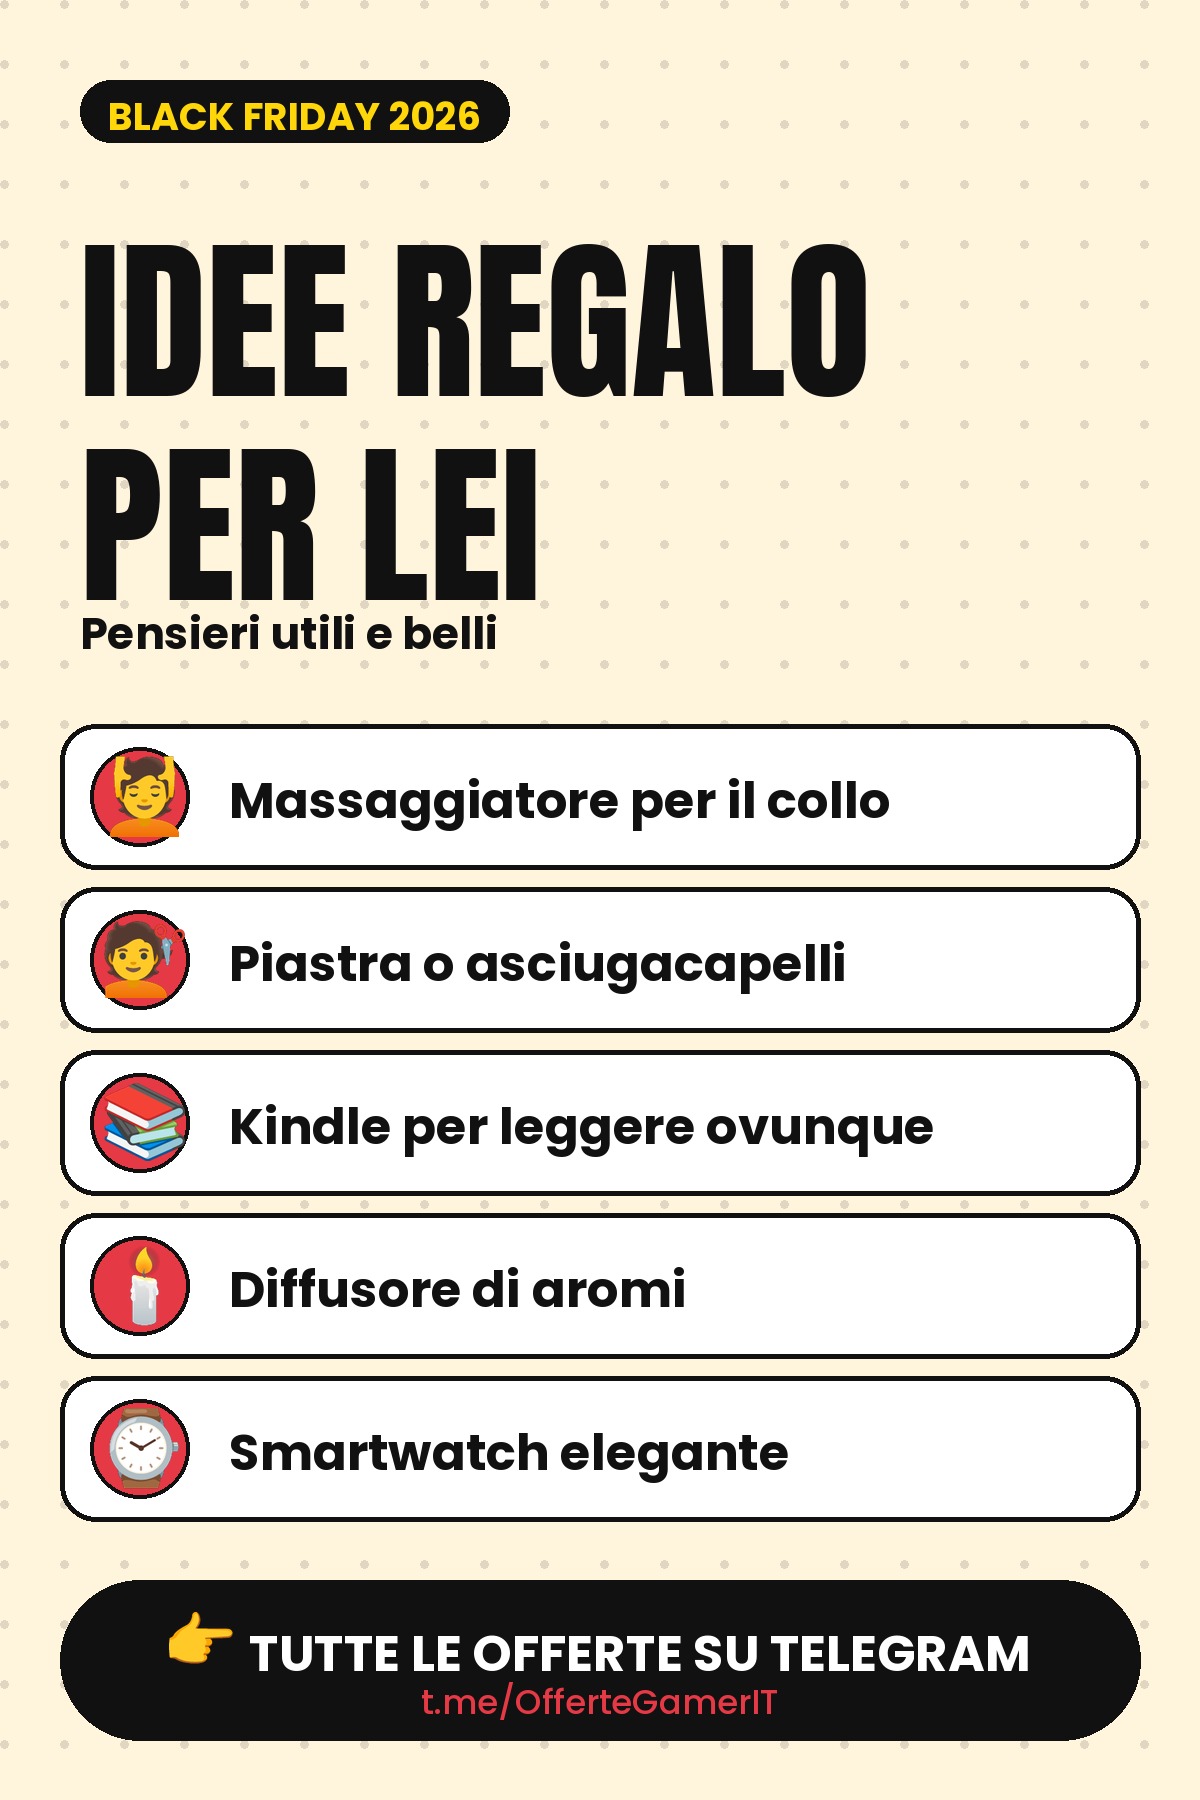 BLACK FRIDAY 2026
IDEE REGALO
PER LEI
Pensieri utili e belli
Massaggiatore per il collo
Piastra o asciugacapelli
Kindle per leggere ovunque
Diffusore di aromi
Smartwatch elegante
TUTTE LE OFFERTE SU TELEGRAM
t.me/OfferteGamerIT